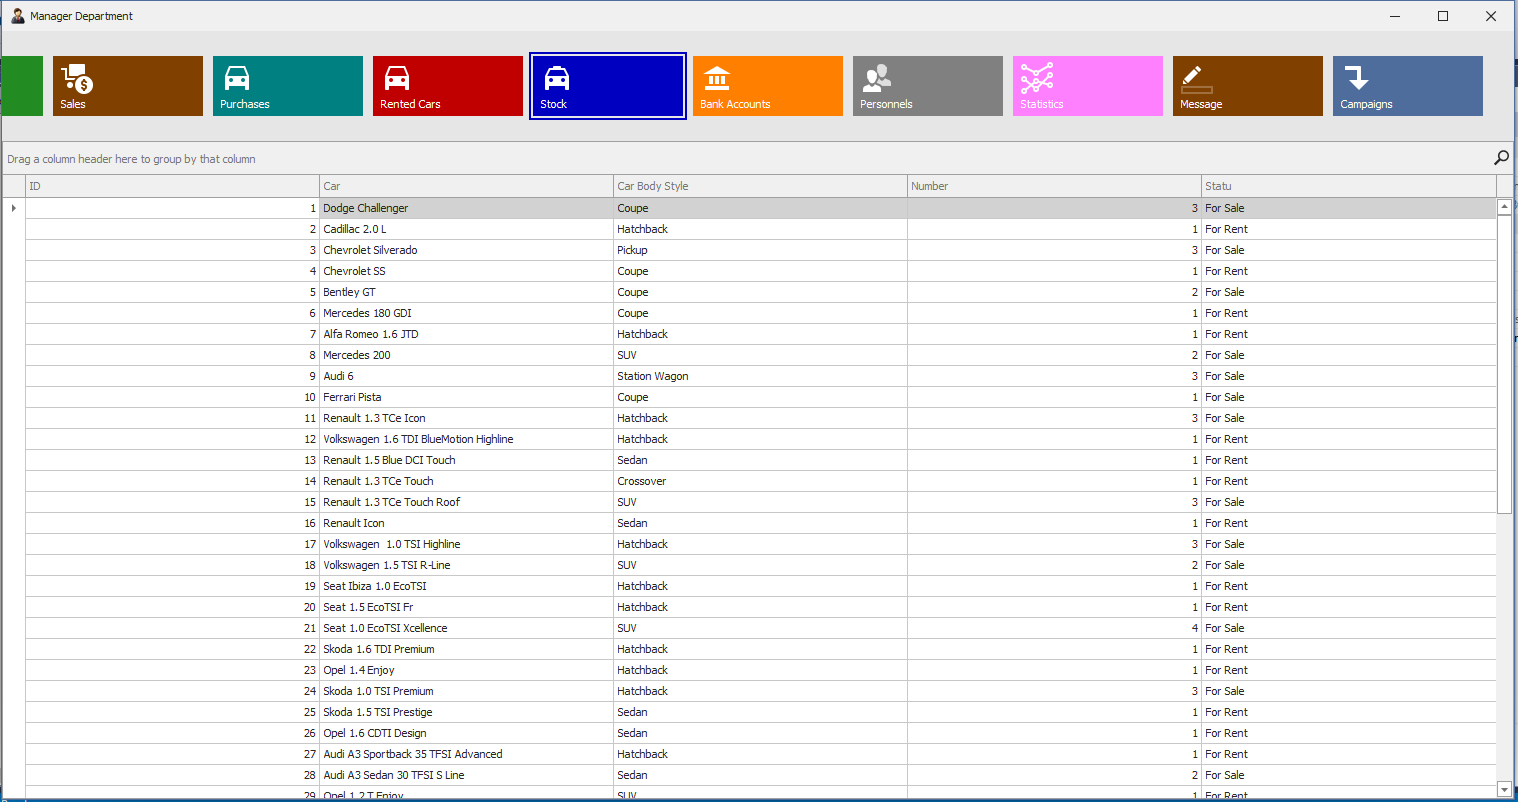 Manager Department
Sales Purchases Rented Cars Stock Bank Accounts Personnels Statistics Message Campaigns
Drag a column header here to group by that column
ID Car Car Body Style Number Statu
1 Dodge Challenger Coupe 3 For Sale
2 Cadillac 2.0 L Hatchback 1 For Rent
3 Chevrolet Silverado Pickup 3 For Sale
4 Chevrolet SS Coupe 1 For Rent
5 Bentley GT Coupe 2 For Sale
6 Mercedes 180 GDI Coupe 1 For Rent
7 Alfa Romeo 1.6 JTD Hatchback 1 For Rent
8 Mercedes 200 SUV 2 For Sale
9 Audi 6 Station Wagon 3 For Sale
10 Ferrari Pista Coupe 1 For Sale
11 Renault 1.3 TCe Icon Hatchback 3 For Sale
12 Volkswagen 1.6 TDI BlueMotion Highline Hatchback 1 For Rent
13 Renault 1.5 Blue DCI Touch Sedan 1 For Rent
14 Renault 1.3 TCe Touch Crossover 1 For Rent
15 Renault 1.3 TCe Touch Roof SUV 3 For Sale
16 Renault Icon Sedan 1 For Rent
17 Volkswagen  1.0 TSI Highline Hatchback 3 For Sale
18 Volkswagen 1.5 TSI R-Line SUV 2 For Sale
19 Seat Ibiza 1.0 EcoTSI Hatchback 1 For Rent
20 Seat 1.5 EcoTSI Fr Hatchback 1 For Rent
21 Seat 1.0 EcoTSI Xcellence SUV 4 For Sale
22 Skoda 1.6 TDI Premium Hatchback 1 For Rent
23 Opel 1.4 Enjoy Hatchback 1 For Rent
24 Skoda 1.0 TSI Premium Hatchback 3 For Sale
25 Skoda 1.5 TSI Prestige Sedan 1 For Rent
26 Opel 1.6 CDTI Design Sedan 1 For Rent
27 Audi A3 Sportback 35 TFSI Advanced Hatchback 1 For Rent
28 Audi A3 Sedan 30 TFSI S Line Sedan 2 For Sale
29 Opel 1.2 T Enjoy SUV 1 For Rent